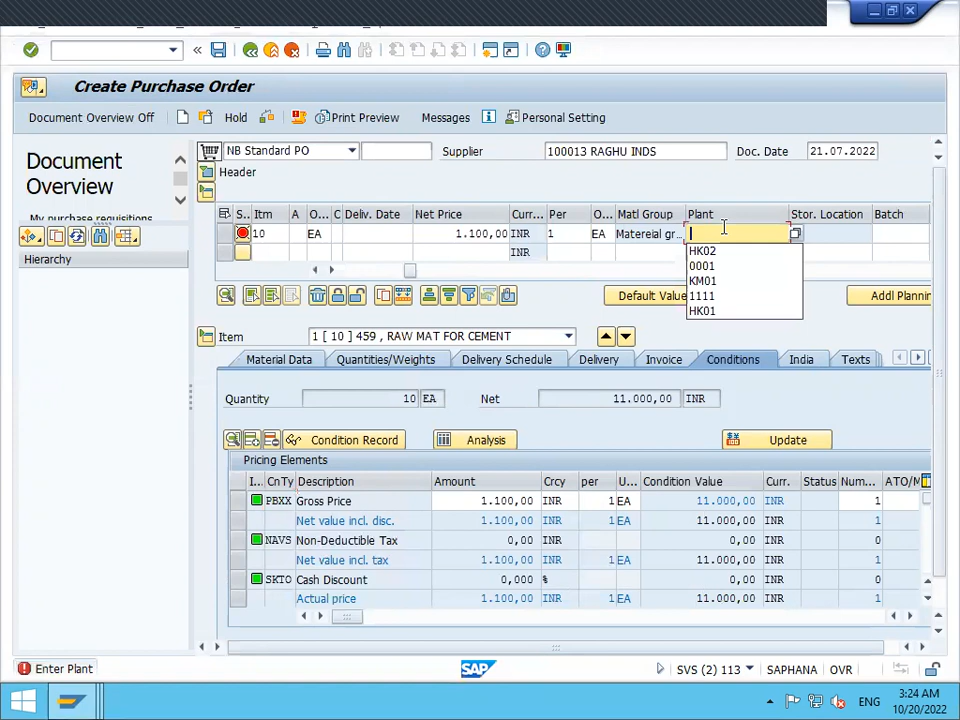 Create Purchase Order
Document Overview Off
Hold
Print Preview
Messages
Personal Setting
Document
Overview
My purchase requisitions
Hierarchy
NB Standard PO
Supplier
100013 RAGHU INDS
Doc. Date
21.07.2022
Header
S.. Itm A O... C Deliv. Date Net Price Curr... Per O... Matl Group Plant Stor. Location Batch
10 EA 1.100,00 INR 1 EA Matereial gr...
INR
HK02
0001
KM01
1111
HK01
Default Value
Addl Plannin
Item
1 [ 10 ] 459 , RAW MAT FOR CEMENT
Material Data Quantities/Weights Delivery Schedule Delivery Invoice Conditions India Texts
Quantity 10 EA Net 11.000,00 INR
Condition Record Analysis Update
Pricing Elements
I... CnTy Description Amount Crcy per U... Condition Value Curr. Status Num... ATO/M
PBXX Gross Price 1.100,00 INR 1 EA 11.000,00 INR 1
Net value incl. disc. 1.100,00 INR 1 EA 11.000,00 INR 1
NAVS Non-Deductible Tax 0,00 INR 0,00 INR 0
Net value incl. tax 1.100,00 INR 1 EA 11.000,00 INR 1
SKTO Cash Discount 0,000 % 0,00 INR 0
Actual price 1.100,00 INR 1 EA 11.000,00 INR 1
Enter Plant
SAP
SVS (2) 113
SAPHANA
OVR
ENG
3:24 AM
10/20/2022